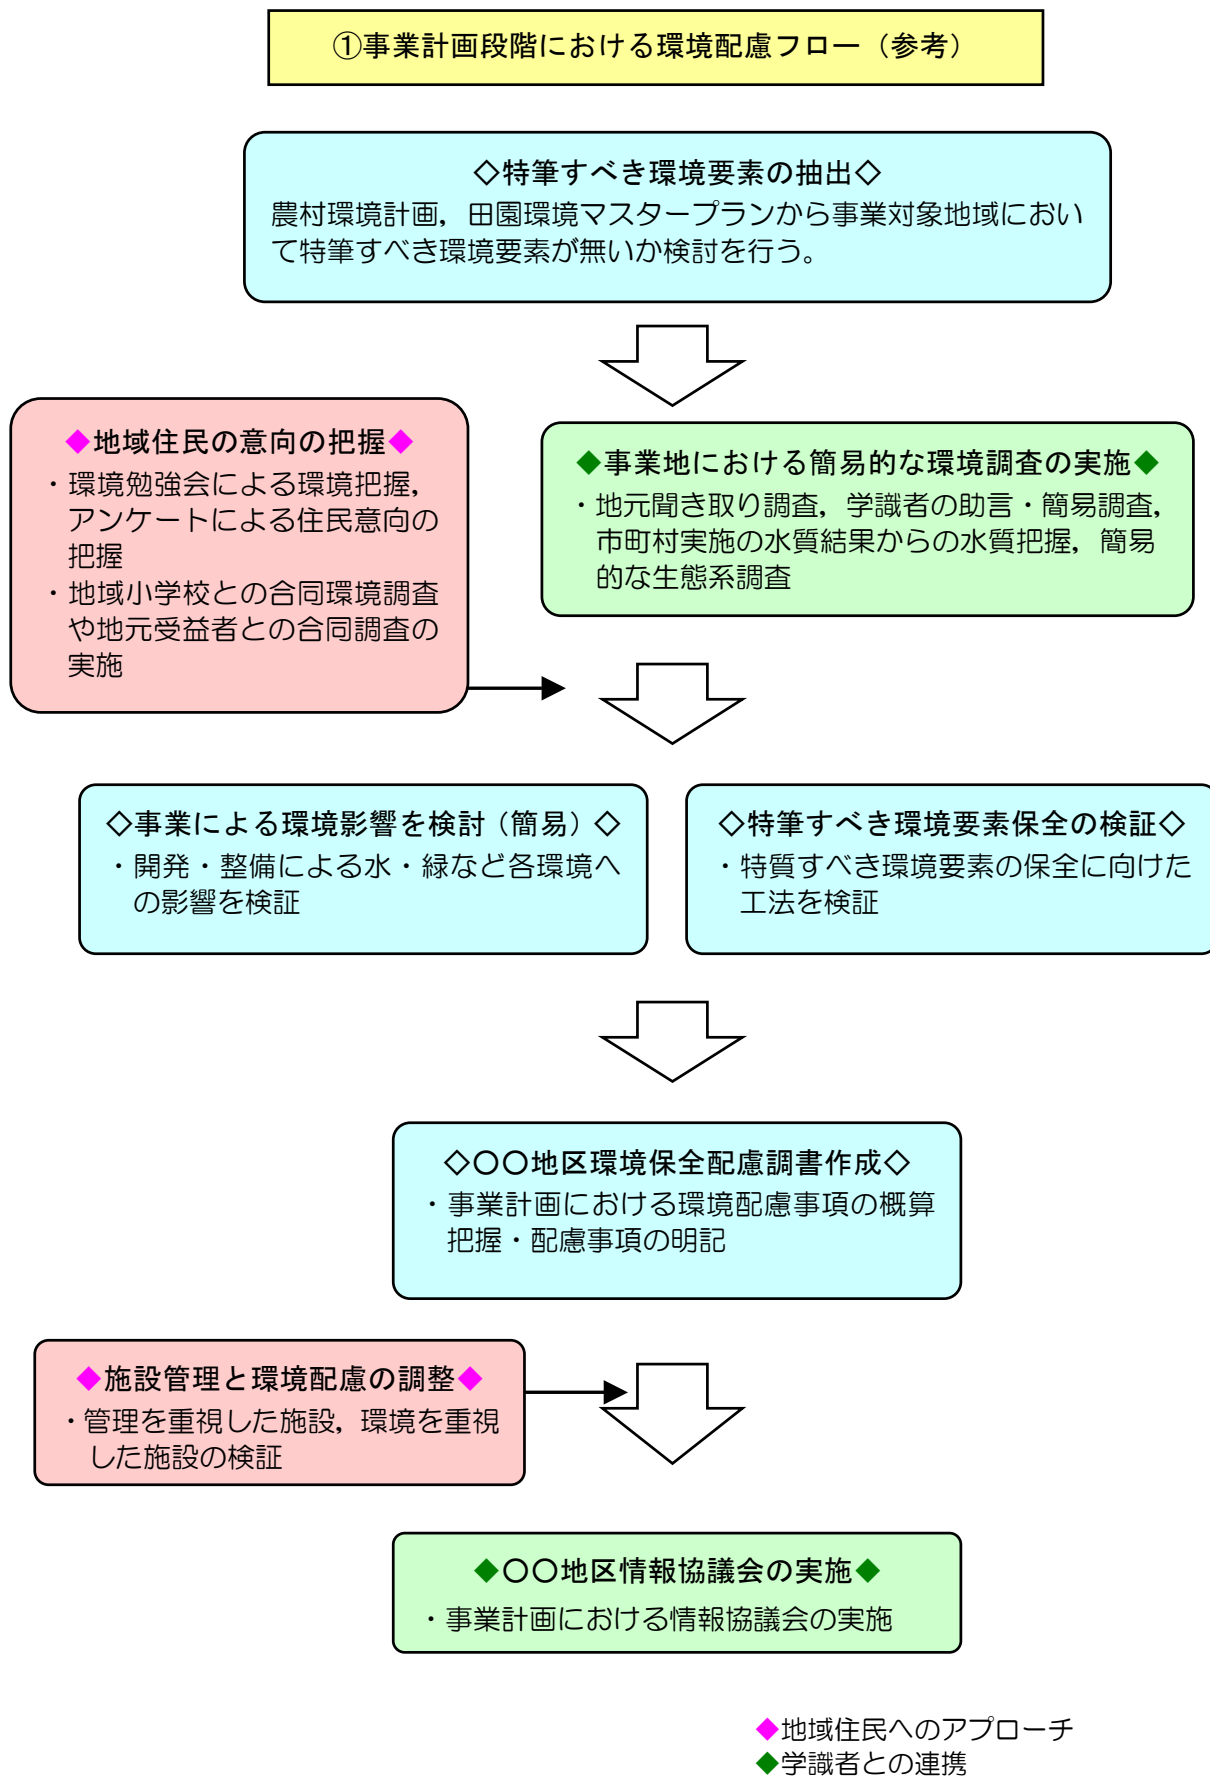 ①事業計画段階における環境配慮フロー（参考）
◇特筆すべき環境要素の抽出◇
農村環境計画，田園環境マスタープランから事業対象地域におい
て特筆すべき環境要素が無いか検討を行う。
◆地域住民の意向の把握◆
・環境勉強会による環境把握，
アンケートによる住民意向の
把握
・地域小学校との合同環境調査
や地元受益者との合同調査の
実施
◆事業地における簡易的な環境調査の実施◆
・地元聞き取り調査，学識者の助言・簡易調査，
市町村実施の水質結果からの水質把握，簡易
的な生態系調査
◇事業による環境影響を検討（簡易）◇
・開発・整備による水・緑など各環境へ
の影響を検証
◇特筆すべき環境要素保全の検証◇
・特質すべき環境要素の保全に向けた
工法を検証
◇〇〇地区環境保全配慮調書作成◇
・事業計画における環境配慮事項の概算
把握・配慮事項の明記
◆施設管理と環境配慮の調整◆
・管理を重視した施設，環境を重視
した施設の検証
◆〇〇地区情報協議会の実施◆
・事業計画における情報協議会の実施
◆地域住民へのアプローチ
◆学識者との連携